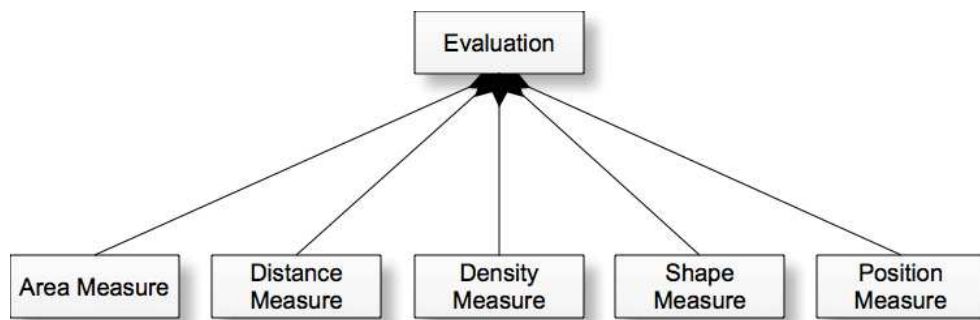 Evaluation
Area Measure
Distance
Measure
Density
Measure
Shape
Measure
Position
Measure